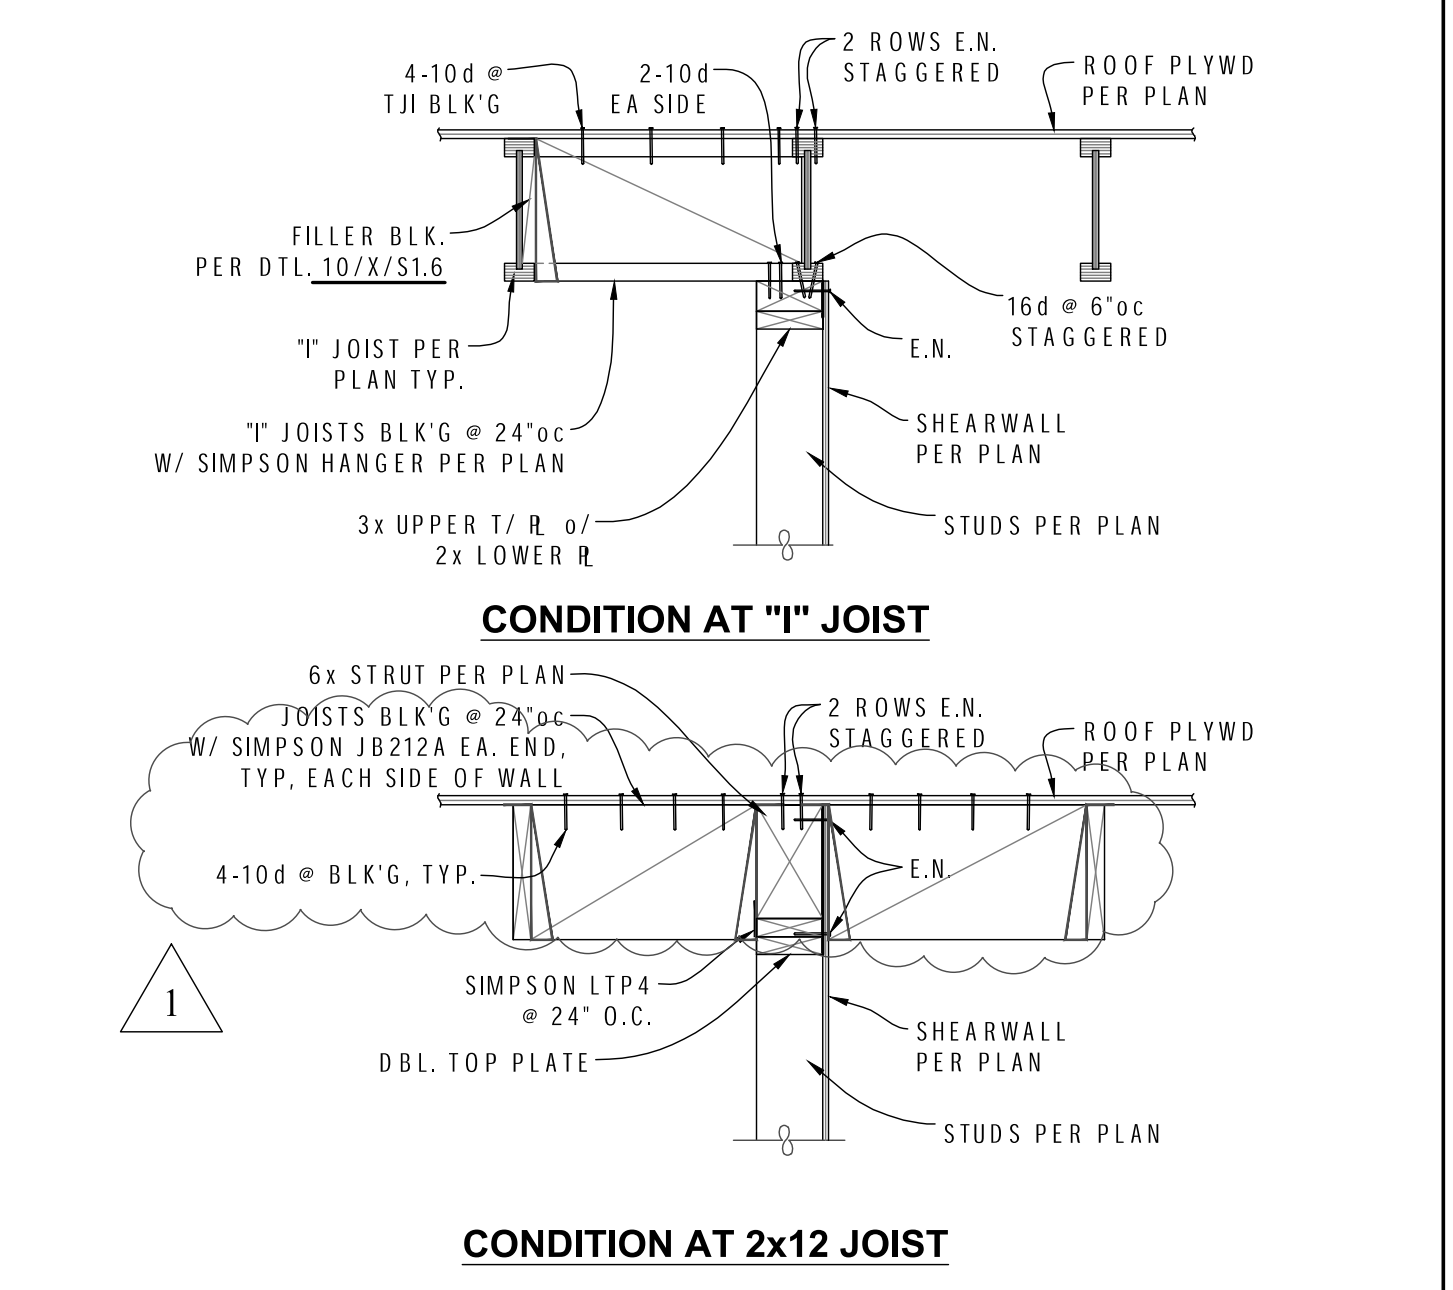 4-10d @
TJI BLK'G
2-10d
EA SIDE
2 ROWS E.N.
STAGGERED
ROOF PLYWD
PER PLAN
FILLER BLK.
PER DTL. 10/X/S1.6
16d @ 6"oc
STAGGERED
"I" JOIST PER
PLAN TYP.
E.N.
"I" JOISTS BLK'G @ 24"oc
W/ SIMPSON HANGER PER PLAN
SHEARWALL
PER PLAN
3x UPPER T/ PL o/
2x LOWER PL
STUDS PER PLAN
CONDITION AT "I" JOIST
6x STRUT PER PLAN
JOISTS BLK'G @ 24"oc
W/ SIMPSON JB212A EA. END,
TYP, EACH SIDE OF WALL
2 ROWS E.N.
STAGGERED
ROOF PLYWD
PER PLAN
4-10d @ BLK'G, TYP.
E.N.
1
SIMPSON LTP4
@ 24" O.C.
DBL. TOP PLATE
SHEARWALL
PER PLAN
STUDS PER PLAN
CONDITION AT 2x12 JOIST